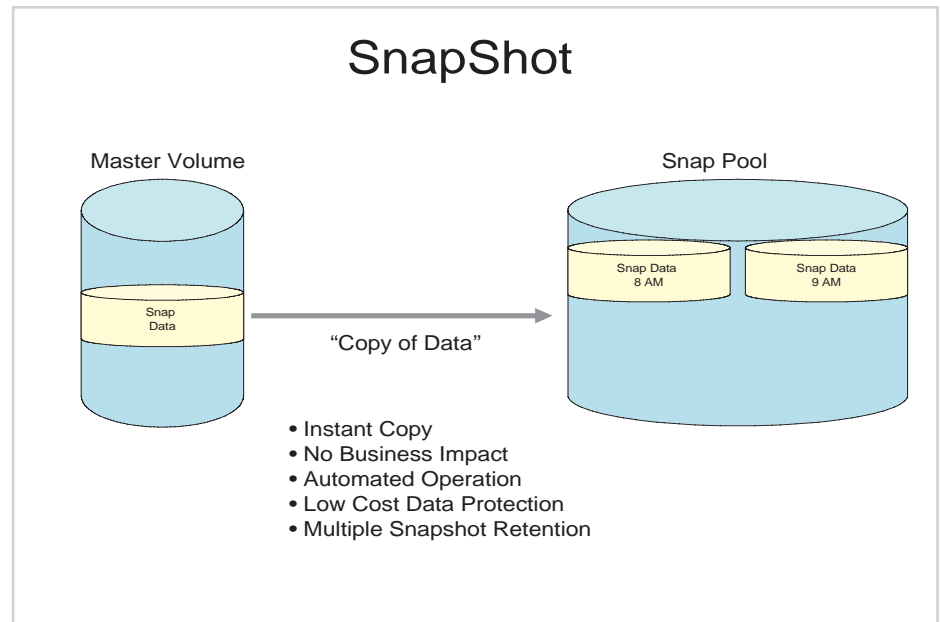 SnapShot
Master Volume
Snap Pool
Snap Data
8 AM
Snap Data
9 AM
Snap
Data
“Copy of Data”
• Instant Copy
• No Business Impact
• Automated Operation
• Low Cost Data Protection
• Multiple Snapshot Retention